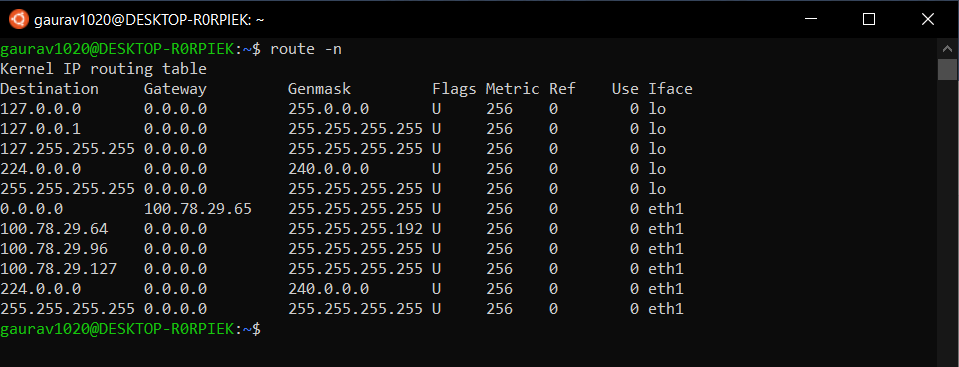 gaurav1020@DESKTOP-R0RPIEK: ~
gaurav1020@DESKTOP-R0RPIEK:~$ route -n
Kernel IP routing table
Destination     Gateway         Genmask         Flags Metric Ref    Use Iface
127.0.0.0       0.0.0.0         255.0.0.0       U     256    0        0 lo
127.0.0.1       0.0.0.0         255.255.255.255 U     256    0        0 lo
127.255.255.255 0.0.0.0         255.255.255.255 U     256    0        0 lo
224.0.0.0       0.0.0.0         240.0.0.0       U     256    0        0 lo
255.255.255.255 0.0.0.0         255.255.255.255 U     256    0        0 lo
0.0.0.0         100.78.29.65    255.255.255.255 U     256    0        0 eth1
100.78.29.64    0.0.0.0         255.255.255.192 U     256    0        0 eth1
100.78.29.96    0.0.0.0         255.255.255.255 U     256    0        0 eth1
100.78.29.127   0.0.0.0         255.255.255.255 U     256    0        0 eth1
224.0.0.0       0.0.0.0         240.0.0.0       U     256    0        0 eth1
255.255.255.255 0.0.0.0         255.255.255.255 U     256    0        0 eth1
gaurav1020@DESKTOP-R0RPIEK:~$